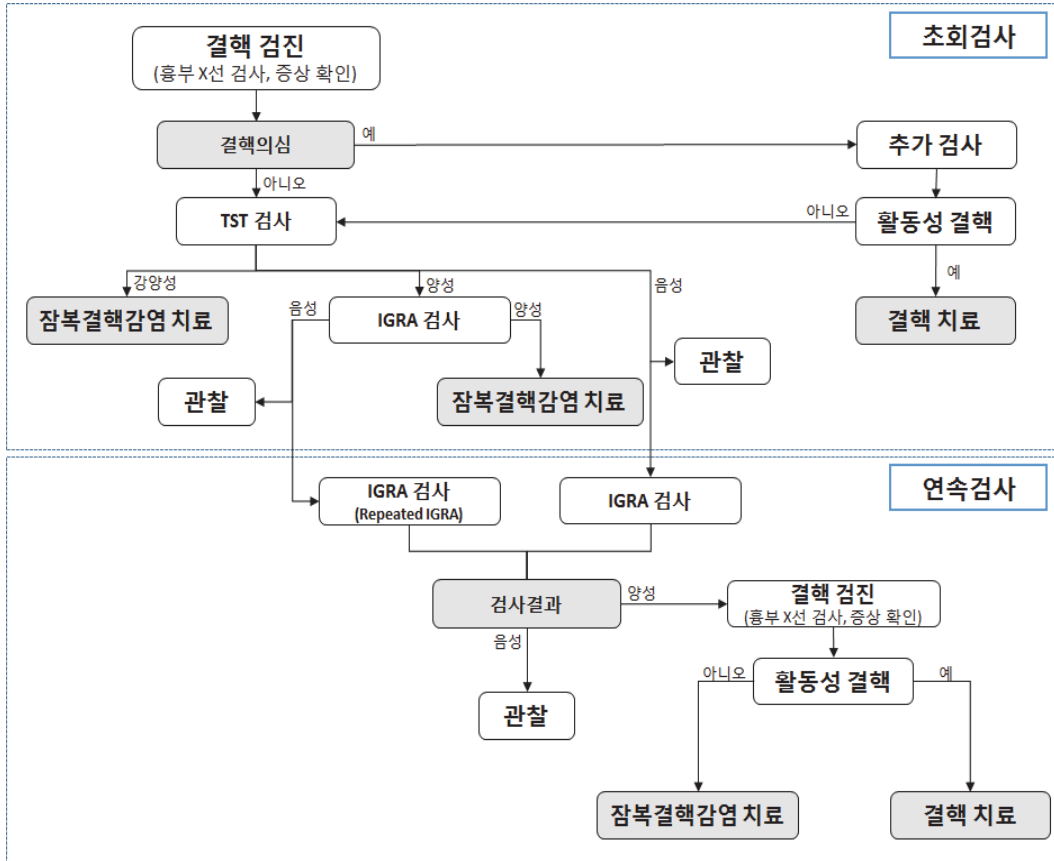 초회검사
결핵 검진
(흉부 X선 검사, 증상 확인)
결핵의심
예
추가 검사
아니오
TST 검사
아니오
활동성 결핵
예
강양성
양성
음성
잠복결핵감염 치료
음성
IGRA 검사
양성
결핵 치료
관찰
관찰
잠복결핵감염 치료
연속검사
IGRA 검사
(Repeated IGRA)
IGRA 검사
검사결과
양성
결핵 검진
(흉부 X선 검사, 증상 확인)
음성
아니오
활동성 결핵
예
관찰
잠복결핵감염 치료
결핵 치료